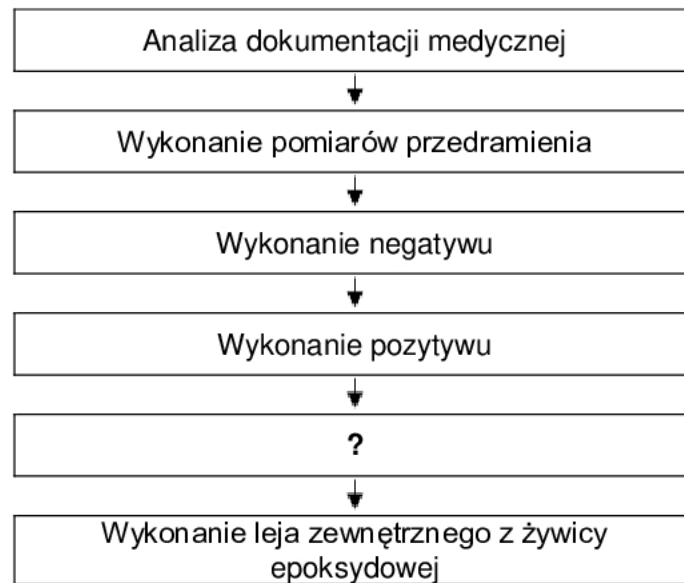 Analiza dokumentacji medycznej
Wykonanie pomiarów przedramienia
Wykonanie negatywu
Wykonanie pozytywu
?
Wykonanie leja zewnętrznego z żywicy
epoksydowej